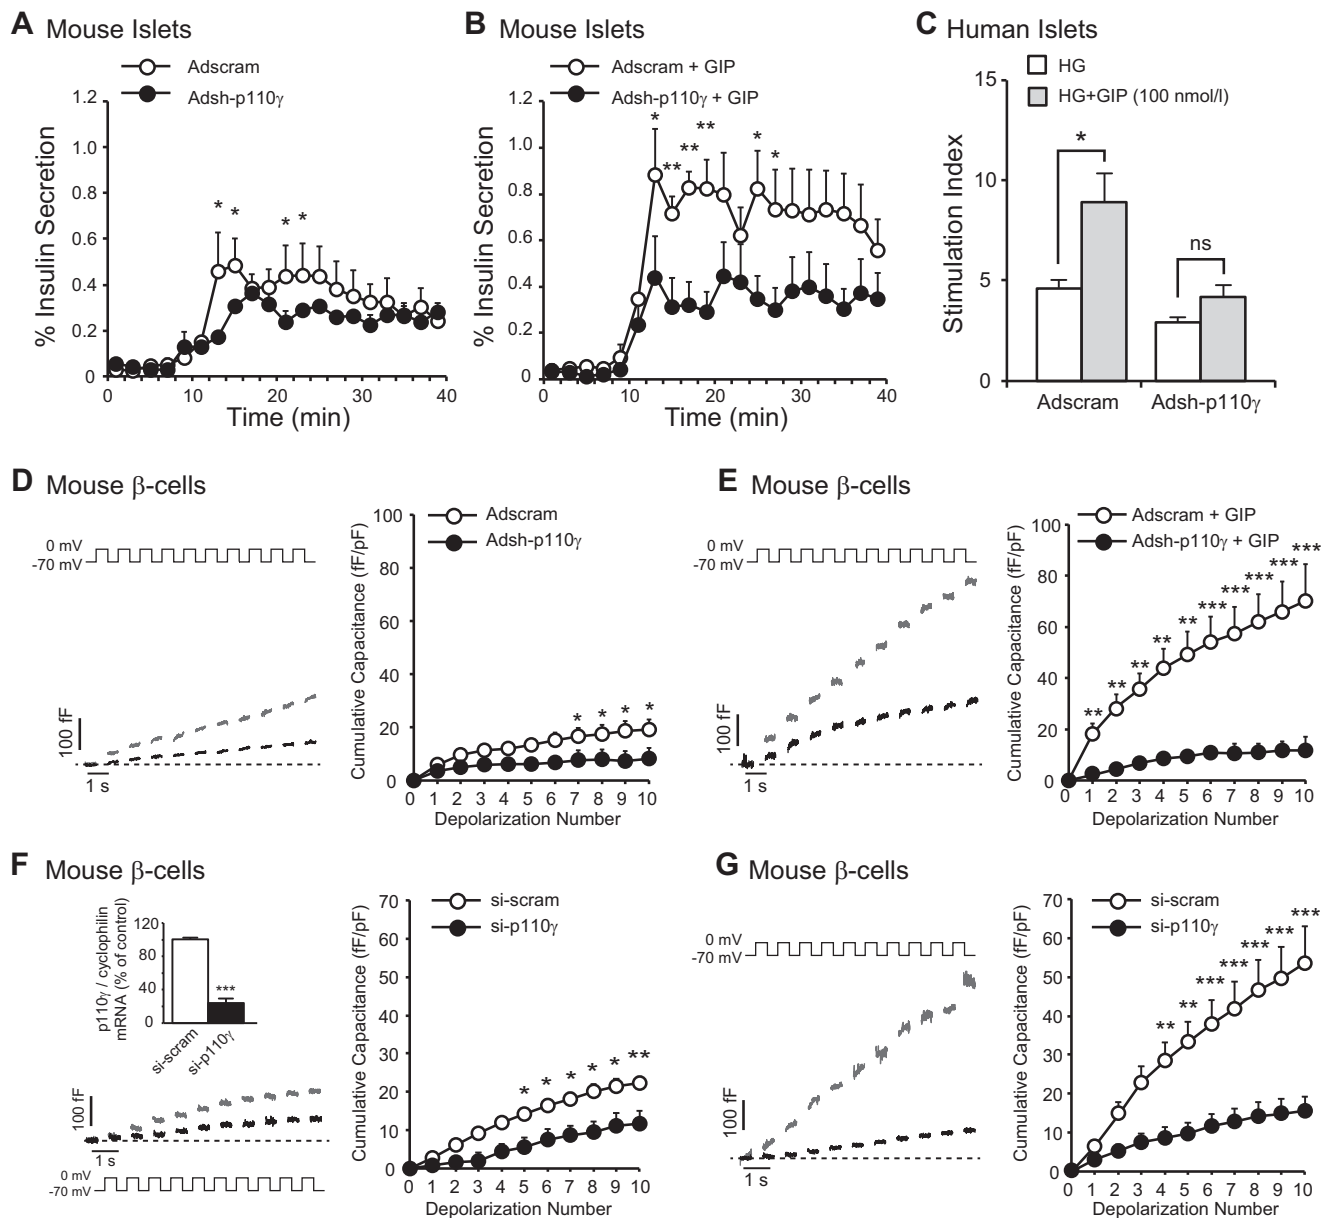 A Mouse Islets
Adscram
Adsh-p110γ
% Insulin Secretion
1.2
1.0
0.8
0.6
0.4
0.2
0
* * * *
0 10 20 30 40
Time (min)
B Mouse Islets
Adscram + GIP
Adsh-p110γ + GIP
% Insulin Secretion
1.2
1.0
0.8
0.6
0.4
0.2
0
* ** ** ** * *
0 10 20 30 40
Time (min)
C Human Islets
HG
HG+GIP (100 nmol/l)
Stimulation Index
15
10
5
0
*
ns
Adscram Adsh-p110γ
D Mouse β-cells
0 mV
-70 mV
100 fF
1 s
Adscram
Adsh-p110γ
Cumulative Capacitance (fF/pF)
100
80
60
40
20
0
* * * *
0 1 2 3 4 5 6 7 8 9 10
Depolarization Number
E Mouse β-cells
0 mV
-70 mV
100 fF
1 s
Adscram + GIP
Adsh-p110γ + GIP
Cumulative Capacitance (fF/pF)
100
80
60
40
20
0
** ** ** ** ** *** *** *** *** ***
0 1 2 3 4 5 6 7 8 9 10
Depolarization Number
F Mouse β-cells
p110γ / cyclophilin
mRNA (% of control)
120
80
40
0
***
si-scram
si-p110γ
100 fF
1 s
0 mV
-70 mV
si-scram
si-p110γ
Cumulative Capacitance (fF/pF)
70
60
50
40
30
20
10
0
* * * * * **
0 1 2 3 4 5 6 7 8 9 10
Depolarization Number
G Mouse β-cells
0 mV
-70 mV
100 fF
1 s
si-scram
si-p110γ
Cumulative Capacitance (fF/pF)
70
60
50
40
30
20
10
0
** ** *** *** *** *** ***
0 1 2 3 4 5 6 7 8 9 10
Depolarization Number